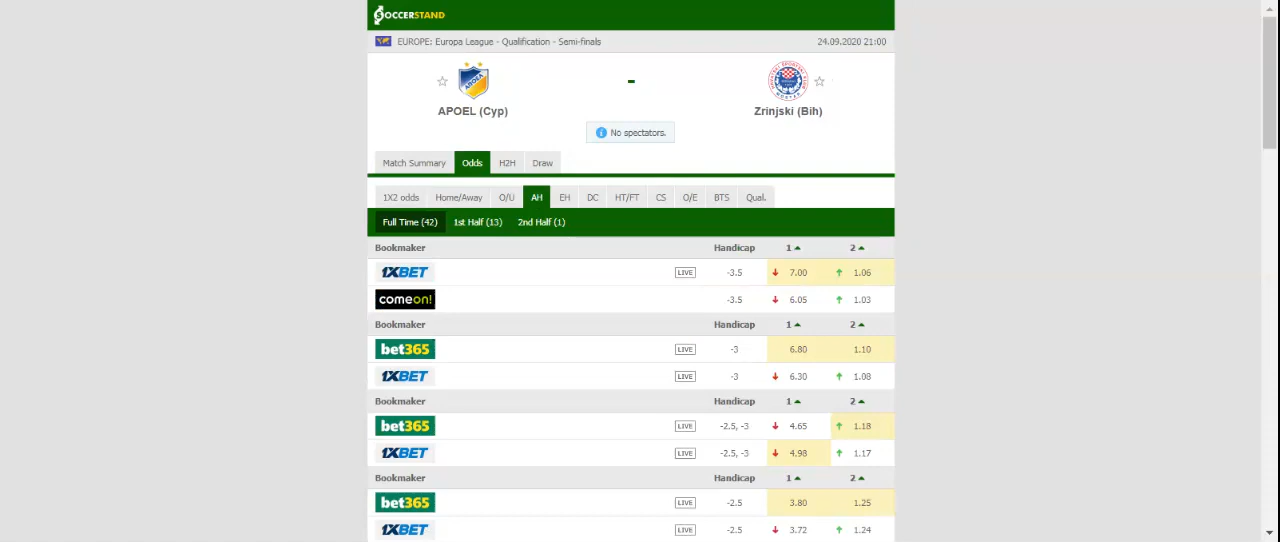 SOCCERSTAND
EUROPE: Europa League - Qualification - Semi-finals 24.09.2020 21:00
-
APOEL (Cyp) Zrinjski (Bih)
No spectators.
Match Summary Odds H2H Draw
1X2 odds Home/Away O/U AH EH DC HT/FT CS O/E BTS Qual.
Full Time (42) 1st Half (13) 2nd Half (1)
Bookmaker Handicap 1 2
1XBET LIVE -3.5 7.00 1.06
comeon! -3.5 6.05 1.03
Bookmaker Handicap 1 2
bet365 LIVE -3 6.80 1.10
1XBET LIVE -3 6.30 1.08
Bookmaker Handicap 1 2
bet365 LIVE -2.5, -3 4.65 1.18
1XBET LIVE -2.5, -3 4.98 1.17
Bookmaker Handicap 1 2
bet365 LIVE -2.5 3.80 1.25
1XBET LIVE -2.5 3.72 1.24